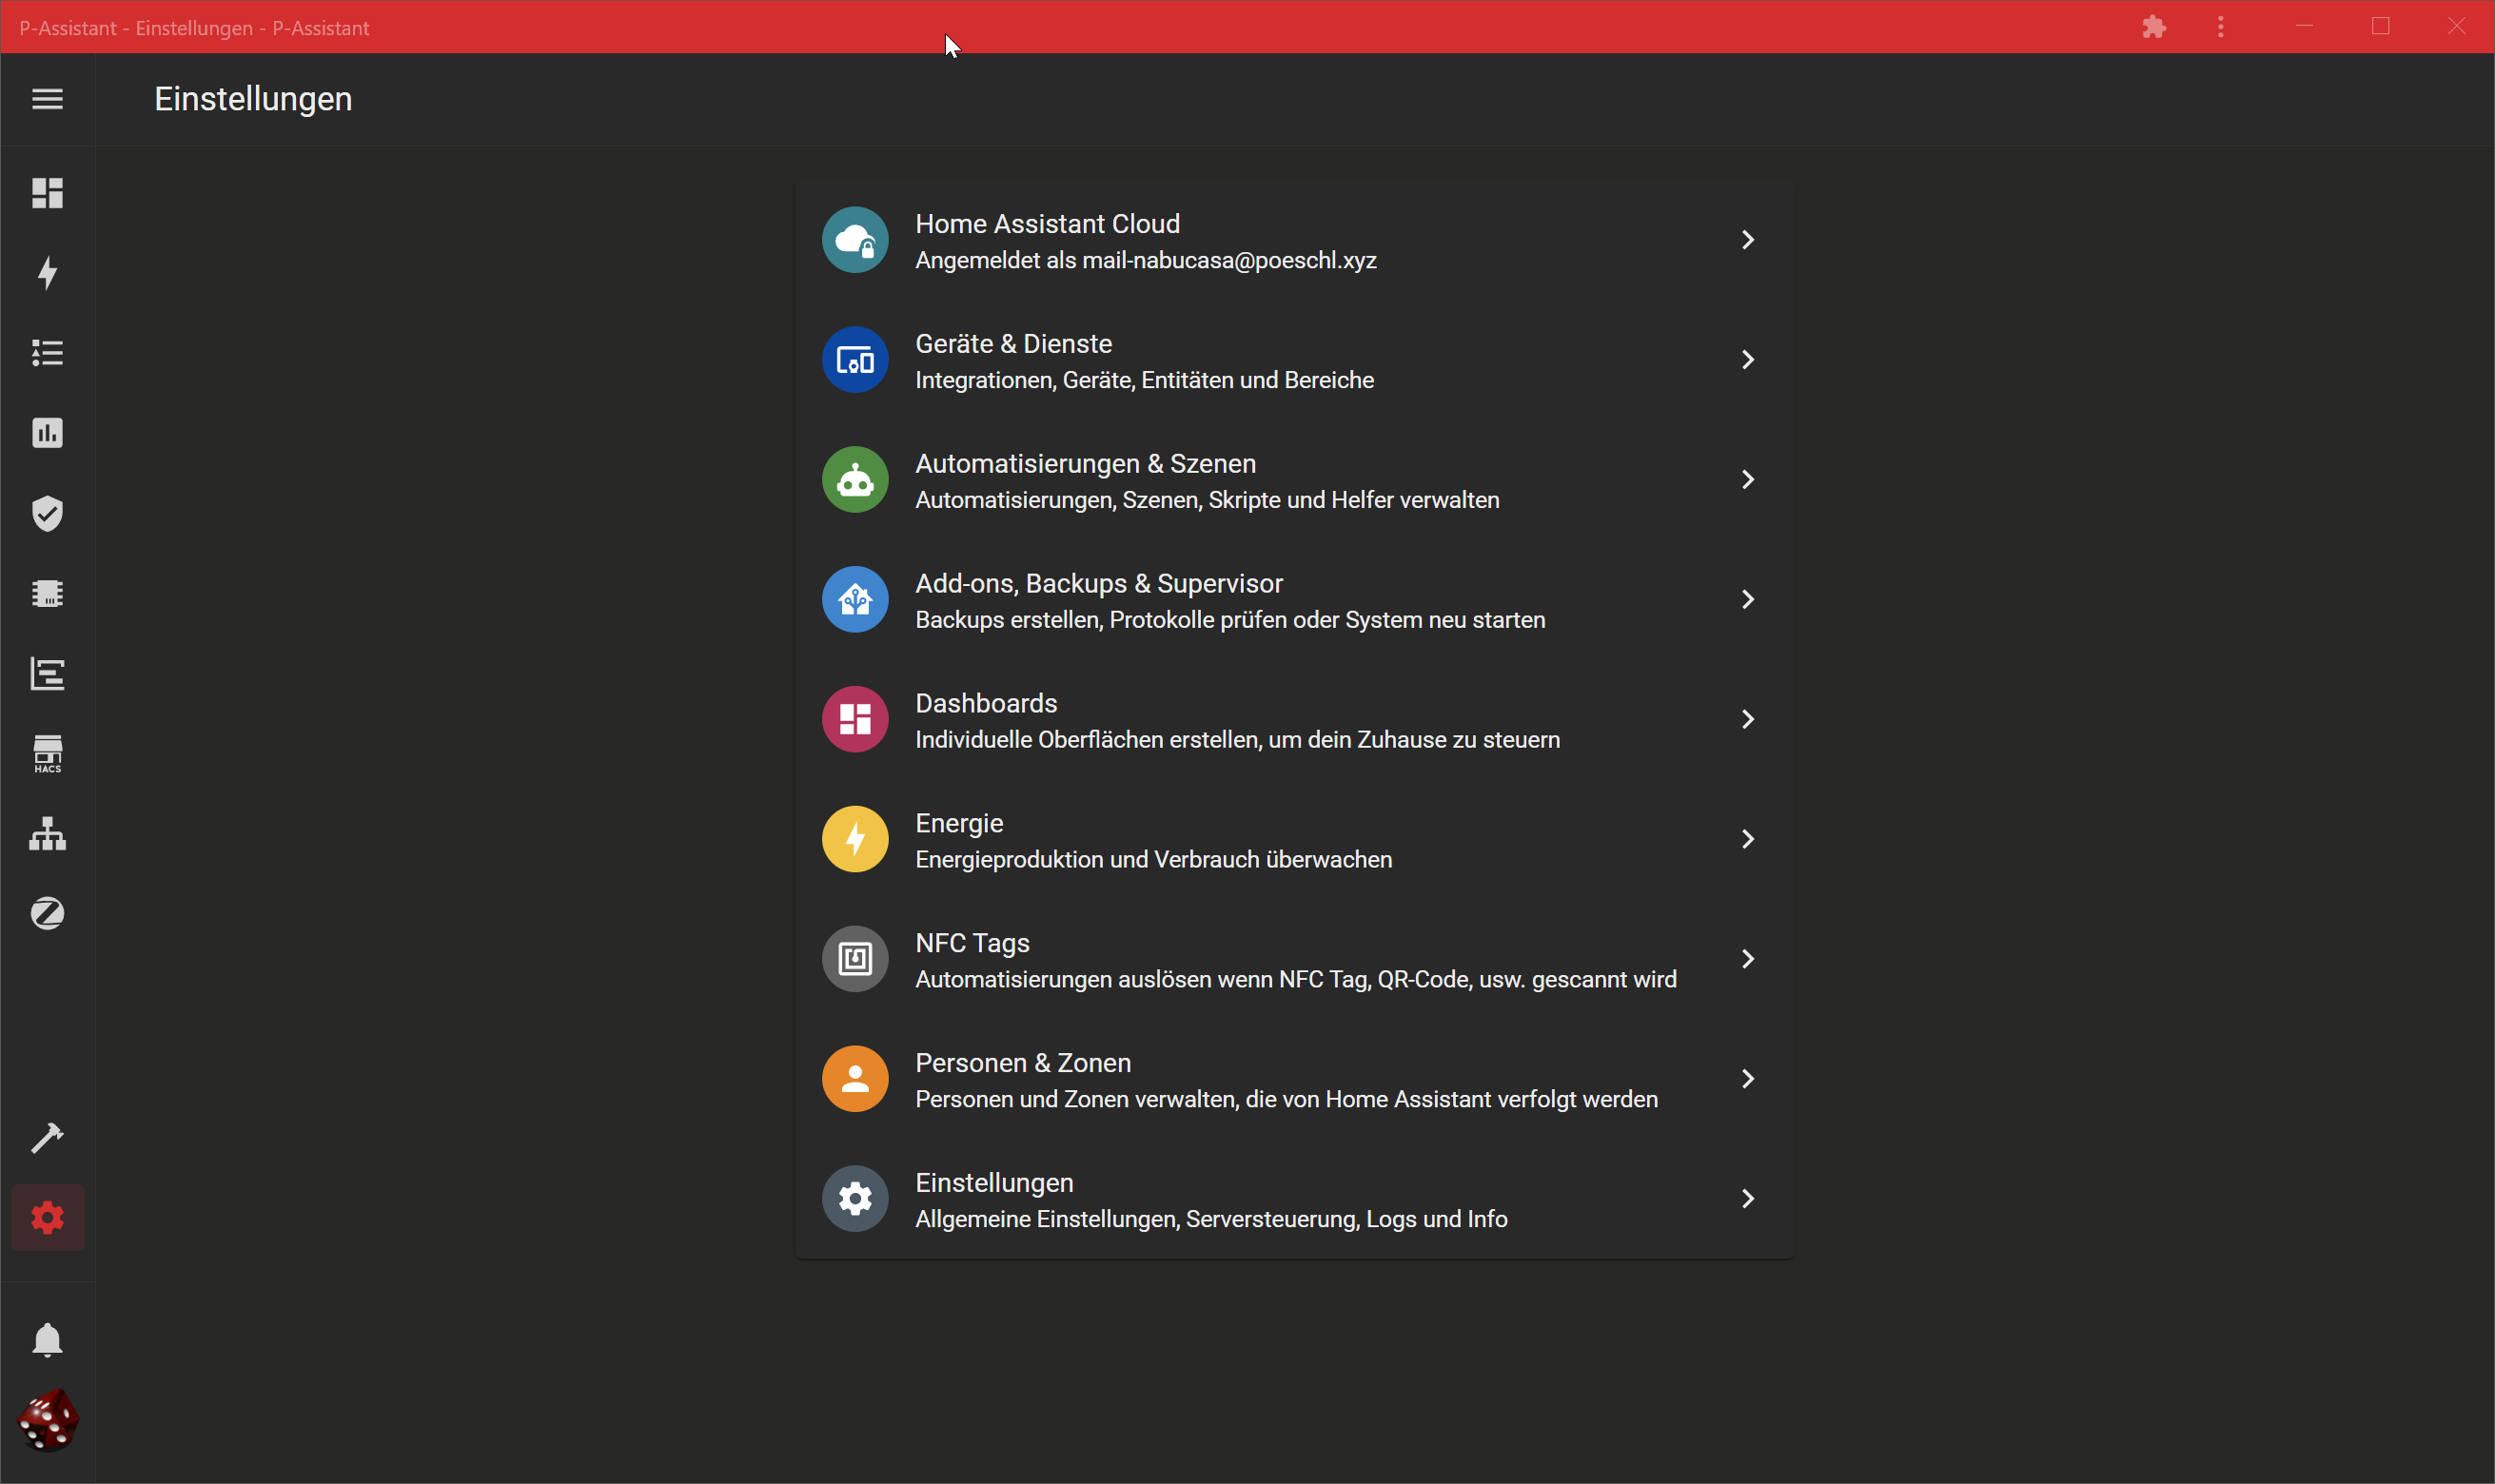 P-Assistant - Einstellungen - P-Assistant
Einstellungen
Home Assistant Cloud
Angemeldet als mail-nabucasa@poeschl.xyz
Geräte & Dienste
Integrationen, Geräte, Entitäten und Bereiche
Automatisierungen & Szenen
Automatisierungen, Szenen, Skripte und Helfer verwalten
Add-ons, Backups & Supervisor
Backups erstellen, Protokolle prüfen oder System neu starten
Dashboards
Individuelle Oberflächen erstellen, um dein Zuhause zu steuern
HACS
Energie
Energieproduktion und Verbrauch überwachen
NFC Tags
Automatisierungen auslösen wenn NFC Tag, QR-Code, usw. gescannt wird
Personen & Zonen
Personen und Zonen verwalten, die von Home Assistant verfolgt werden
Einstellungen
Allgemeine Einstellungen, Serversteuerung, Logs und Info